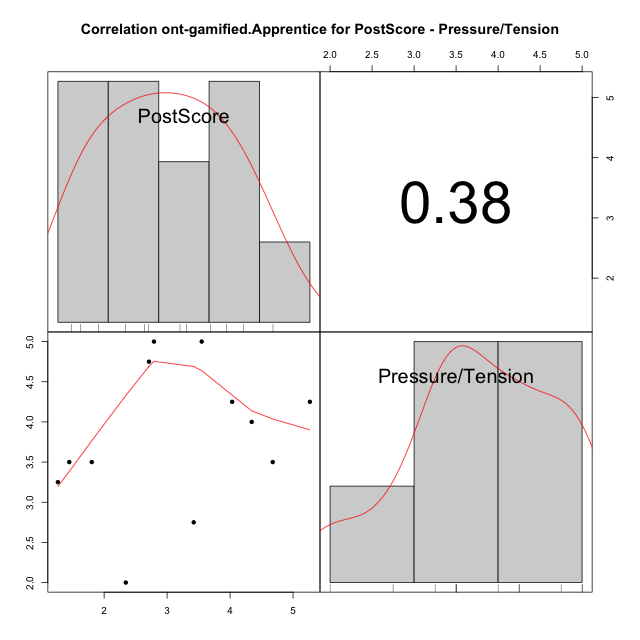 Correlation ont-gamified.Apprentice for PostScore - Pressure/Tension
2.0 2.5 3.0 3.5 4.0 4.5 5.0
PostScore
0.38
5
4
3
2
5.0
4.5
4.0
3.5
3.0
2.5
2.0
Pressure/Tension
2 3 4 5